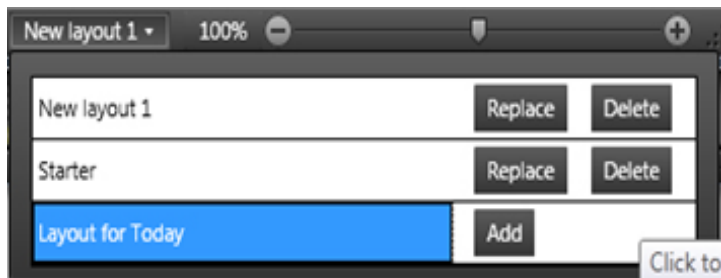 New layout 1 100%
New layout 1 Replace Delete
Starter Replace Delete
Layout for Today Add
Click to